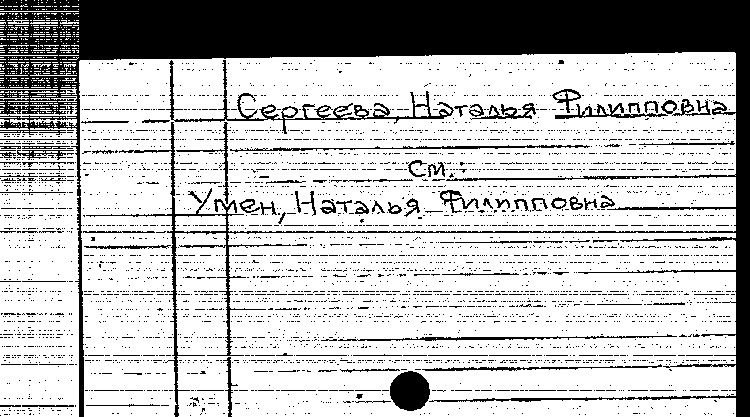 Сергеева, Наталья Филипповна
см.:
Умен, Наталья Филипповна